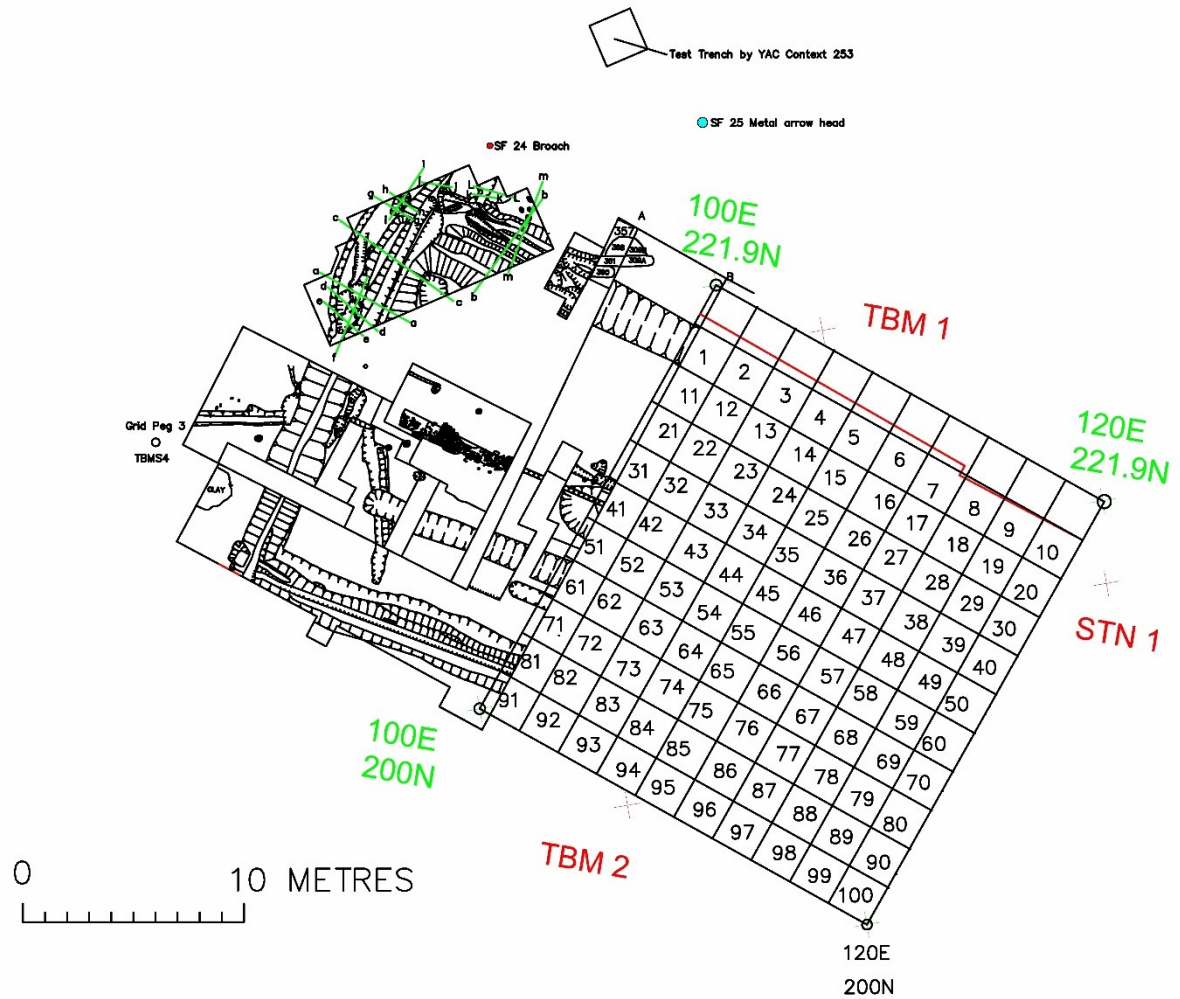 Test Trench by YAC Context 253
SF 25 Metal arrow head
SF 24 Broach
A
B
357
361
309A
360
100E
221.9N
TBM 1
120E
221.9N
STN 1
l
m
b
h
g
c
a
d
e
f
L
k
j
m
b
c
a
d
e
Grid Peg 3
TBMS4
CLAY
1 2 3 4 5 6 7 8 9 10
11 12 13 14 15 16 17 18 19 20
21 22 23 24 25 26 27 28 29 30
31 32 33 34 35 36 37 38 39 40
41 42 43 44 45 46 47 48 49 50
51 52 53 54 55 56 57 58 59 60
61 62 63 64 65 66 67 68 69 70
71 72 73 74 75 76 77 78 79 80
81 82 83 84 85 86 87 88 89 90
91 92 93 94 95 96 97 98 99 100
100E
200N
TBM 2
0 10 METRES
120E
200N